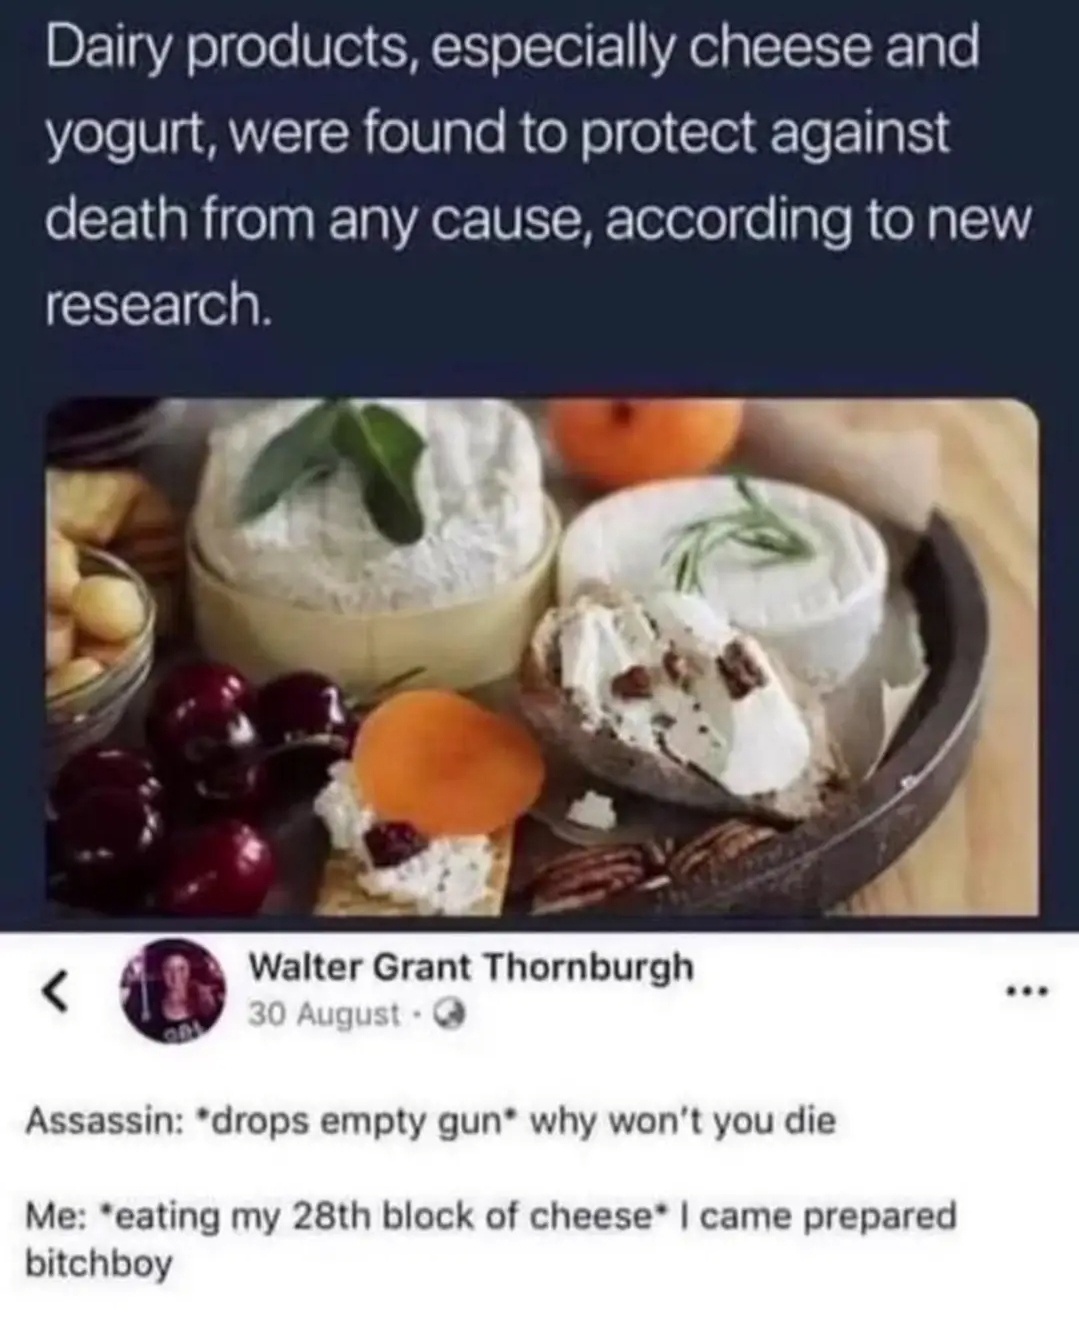 Dairy products, especially cheese and
yogurt, were found to protect against
death from any cause, according to new
research.
Walter Grant Thornburgh
30 August ·
Assassin: *drops empty gun* why won't you die
Me: *eating my 28th block of cheese* I came prepared
bitchboy